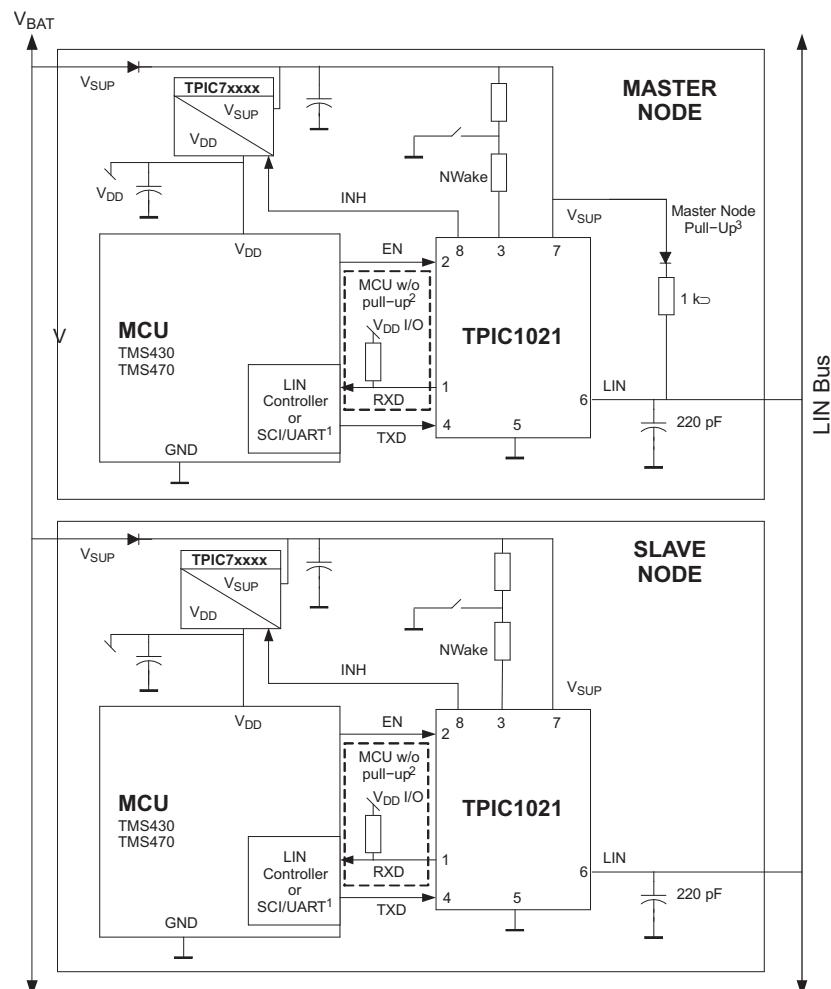 VBAT
VSUP
TPIC7xxxx
VSUP
VDD
MASTER
NODE
VDD
NWake
INH
VSUP
Master Node
Pull−Up3
VDD
EN
8
3
7
2
MCU w/o
pull−up2
VDD I/O
1 k⊃
V
MCU
TMS430
TMS470
TPIC1021
LIN
Controller
or
SCI/UART1
1
RXD
6
LIN
4
TXD
5
220 pF
GND
LIN Bus
VSUP
TPIC7xxxx
VSUP
VDD
SLAVE
NODE
NWake
INH
VSUP
VDD
EN
8
3
7
2
MCU w/o
pull−up2
VDD I/O
MCU
TMS430
TMS470
TPIC1021
LIN
Controller
or
SCI/UART1
1
RXD
6
LIN
4
TXD
5
220 pF
GND